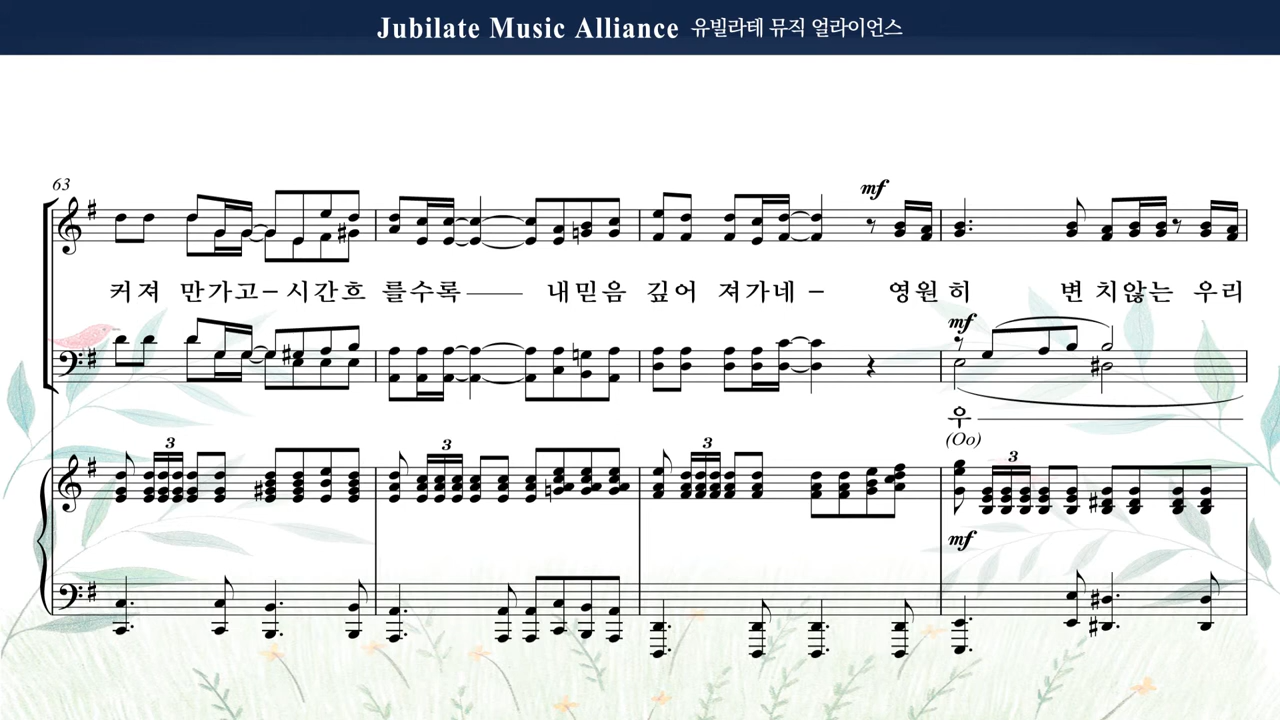 Jubilate Music Alliance 유빌라테 뮤직 얼라이언스
63
mf
커져 만가고- 시간흐 를수록 내믿음 깊어 져가네 - 영원히 변 치않는 우리
mf
우
(Oo)
3 3 3 3
mf